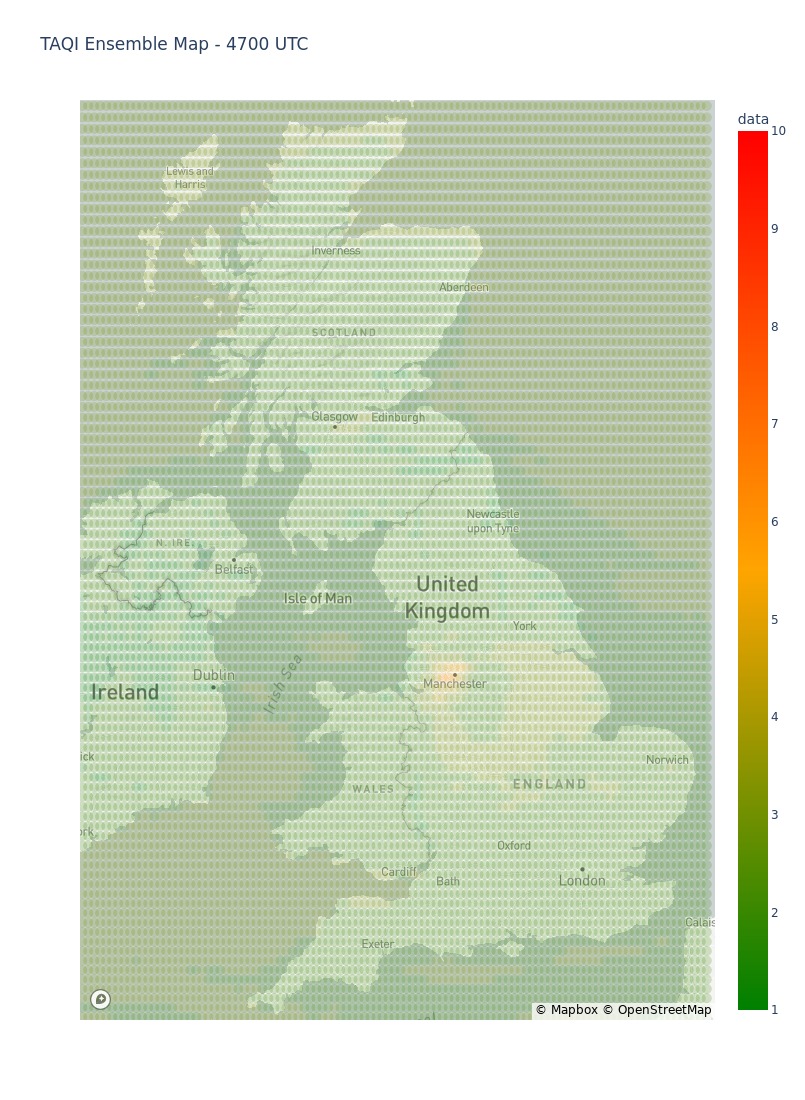 TAQI Ensemble Map - 4700 UTC
data
10
9
8
7
6
5
4
3
2
1
Lewis and
Harris
Inverness
Aberdeen
SCOTLAND
Glasgow
Edinburgh
Newcastle
upon Tyne
N. IRE.
Belfast
Isle of Man
United
Kingdom
York
Dublin
Manchester
Ireland
Irish Sea
ick
Norwich
WALES
ENGLAND
ork
Oxford
Cardiff
Bath
London
Calais
Exeter
© Mapbox © OpenStreetMap